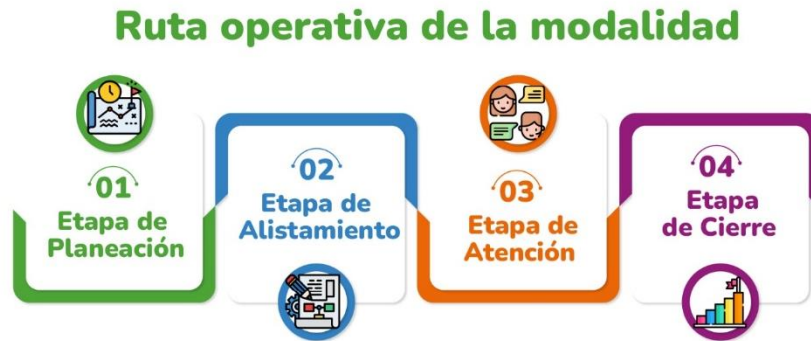 Ruta operativa de la modalidad
01
Etapa de
Planeación
02
Etapa de
Alistamiento
03
Etapa de
Atención
04
Etapa
de Cierre